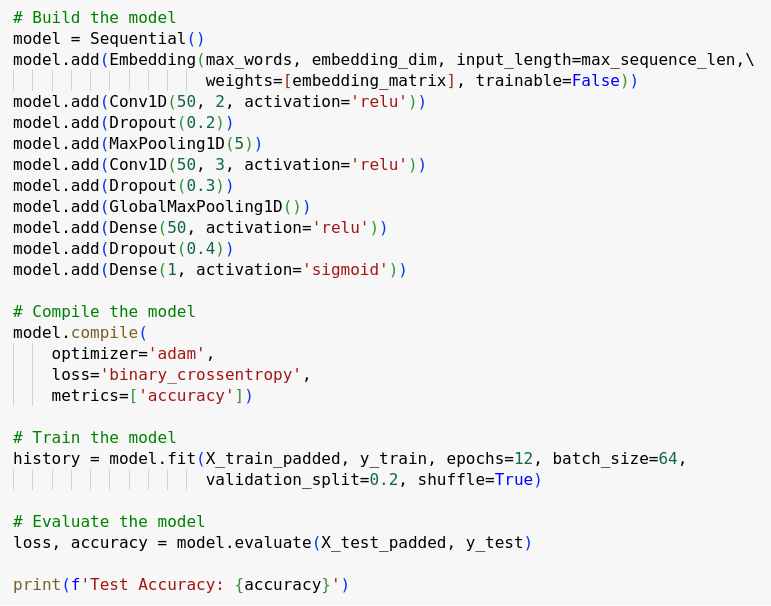 # Build the model
model = Sequential()
model.add(Embedding(max_words, embedding_dim, input_length=max_sequence_len,\
                    weights=[embedding_matrix], trainable=False))
model.add(Conv1D(50, 2, activation='relu'))
model.add(Dropout(0.2))
model.add(MaxPooling1D(5))
model.add(Conv1D(50, 3, activation='relu'))
model.add(Dropout(0.3))
model.add(GlobalMaxPooling1D())
model.add(Dense(50, activation='relu'))
model.add(Dropout(0.4))
model.add(Dense(1, activation='sigmoid'))

# Compile the model
model.compile(
    optimizer='adam',
    loss='binary_crossentropy',
    metrics=['accuracy'])

# Train the model
history = model.fit(X_train_padded, y_train, epochs=12, batch_size=64,
                    validation_split=0.2, shuffle=True)

# Evaluate the model
loss, accuracy = model.evaluate(X_test_padded, y_test)

print(f'Test Accuracy: {accuracy}')